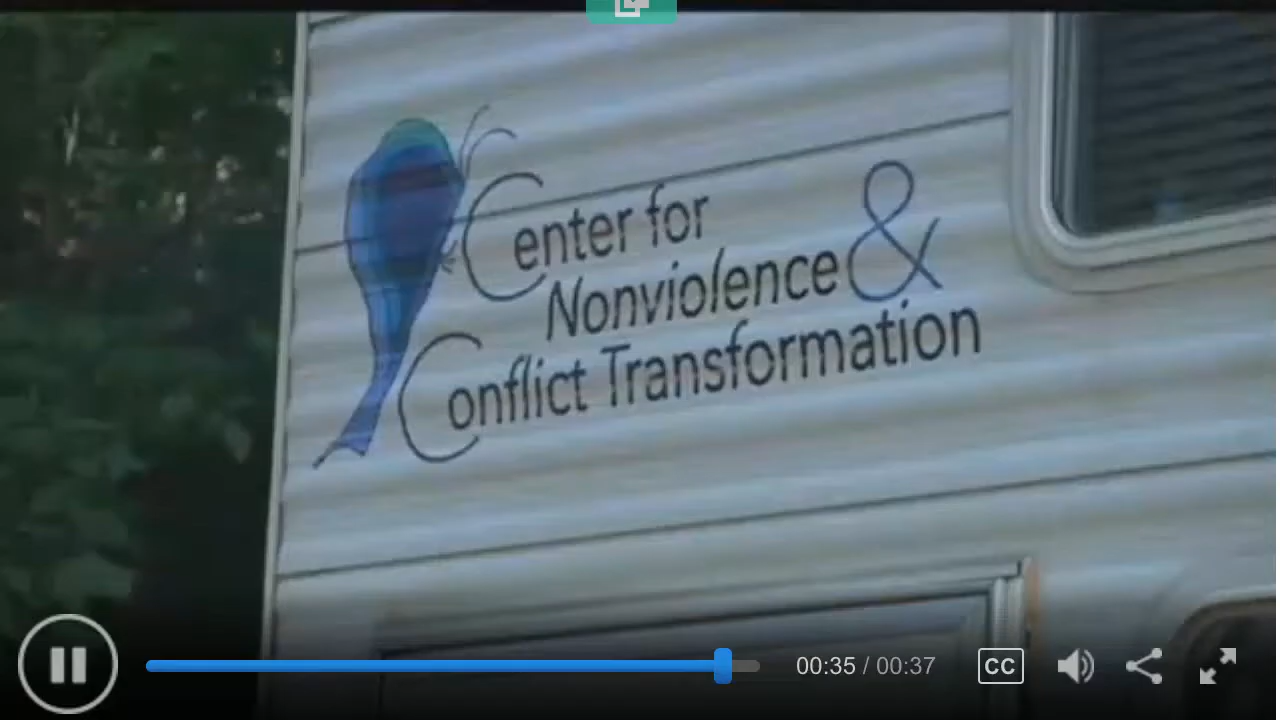 Center for
Nonviolence &
Conflict Transformation
00:35 / 00:37
CC